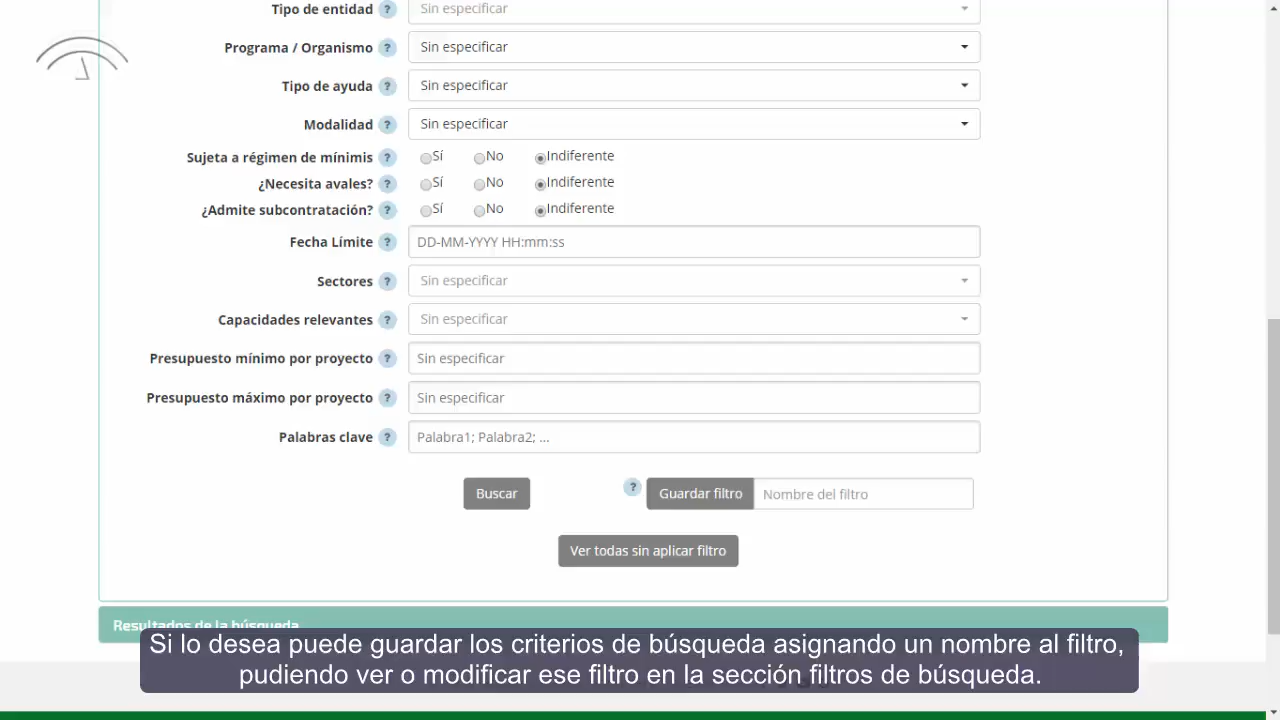 Tipo de entidad ? Sin especificar
Programa / Organismo ? Sin especificar
Tipo de ayuda ? Sin especificar
Modalidad ? Sin especificar
Sujeta a régimen de mínimis ? Sí No Indiferente
¿Necesita avales? ? Sí No Indiferente
¿Admite subcontratación? ? Sí No Indiferente
Fecha Límite ? DD-MM-YYYY HH:mm:ss
Sectores ? Sin especificar
Capacidades relevantes ? Sin especificar
Presupuesto mínimo por proyecto ? Sin especificar
Presupuesto máximo por proyecto ? Sin especificar
Palabras clave ? Palabra1; Palabra2; ...
Buscar ? Guardar filtro Nombre del filtro
Ver todas sin aplicar filtro
Resultados de la búsqueda
Si lo desea puede guardar los criterios de búsqueda asignando un nombre al filtro,
pudiendo ver o modificar ese filtro en la sección filtros de búsqueda.